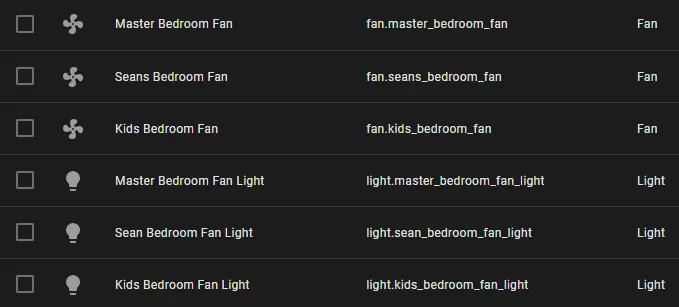 Master Bedroom Fan fan.master_bedroom_fan Fan
Seans Bedroom Fan fan.seans_bedroom_fan Fan
Kids Bedroom Fan fan.kids_bedroom_fan Fan
Master Bedroom Fan Light light.master_bedroom_fan_light Light
Sean Bedroom Fan Light light.sean_bedroom_fan_light Light
Kids Bedroom Fan Light light.kids_bedroom_fan_light Light